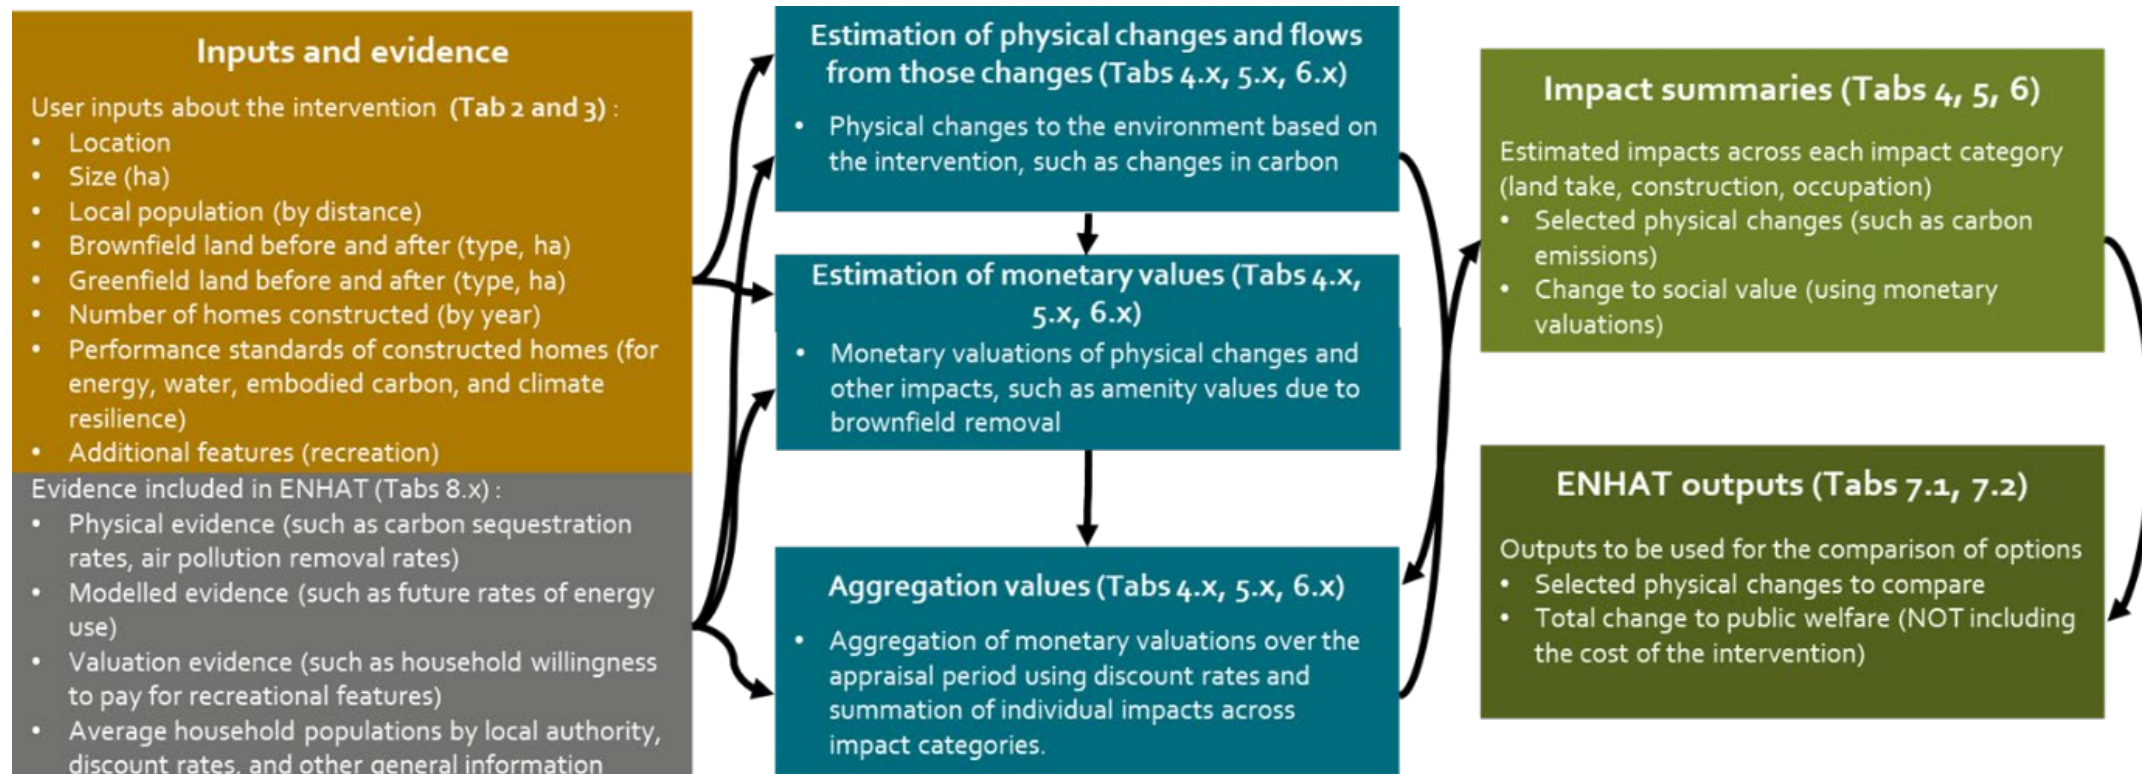 Inputs and evidence
User inputs about the intervention (Tab 2 and 3) :
• Location
• Size (ha)
• Local population (by distance)
• Brownfield land before and after (type, ha)
• Greenfield land before and after (type, ha)
• Number of homes constructed (by year)
• Performance standards of constructed homes (for
energy, water, embodied carbon, and climate
resilience)
• Additional features (recreation)
Evidence included in ENHAT (Tabs 8.x) :
• Physical evidence (such as carbon sequestration
rates, air pollution removal rates)
• Modelled evidence (such as future rates of energy
use)
• Valuation evidence (such as household willingness
to pay for recreational features)
• Average household populations by local authority,
discount rates, and other general information
Estimation of physical changes and flows
from those changes (Tabs 4.x, 5.x, 6.x)
• Physical changes to the environment based on
the intervention, such as changes in carbon
Estimation of monetary values (Tabs 4.x,
5.x, 6.x)
• Monetary valuations of physical changes and
other impacts, such as amenity values due to
brownfield removal
Aggregation values (Tabs 4.x, 5.x, 6.x)
• Aggregation of monetary valuations over the
appraisal period using discount rates and
summation of individual impacts across
impact categories.
Impact summaries (Tabs 4, 5, 6)
Estimated impacts across each impact category
(land take, construction, occupation)
• Selected physical changes (such as carbon
emissions)
• Change to social value (using monetary
valuations)
ENHAT outputs (Tabs 7.1, 7.2)
Outputs to be used for the comparison of options
• Selected physical changes to compare
• Total change to public welfare (NOT including
the cost of the intervention)